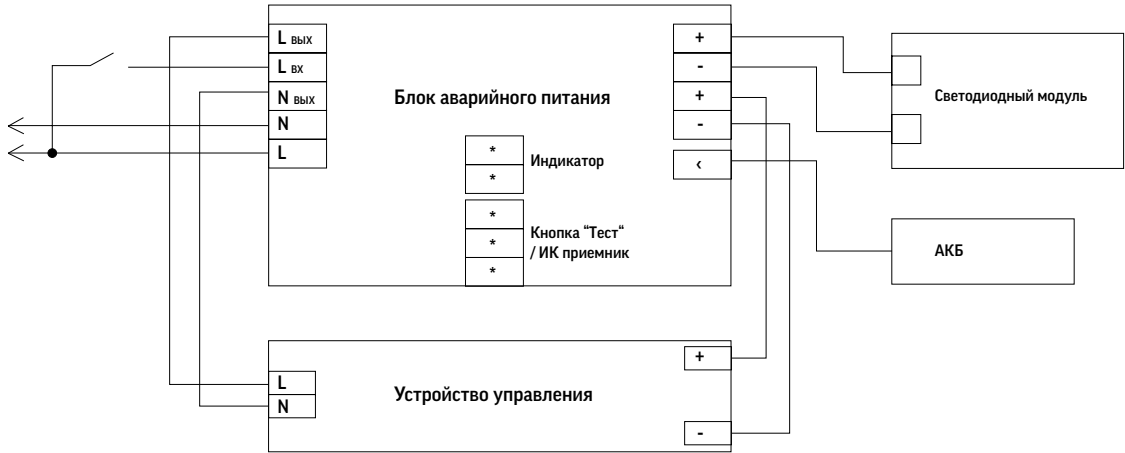 L вых
L вх
N вых
N
L
Блок аварийного питания
*
*
Индикатор
*
*
*
Кнопка “Тест“
/ ИК приемник
+
-
+
-
‹
Светодиодный модуль
АКБ
L
N
Устройство управления
+
-